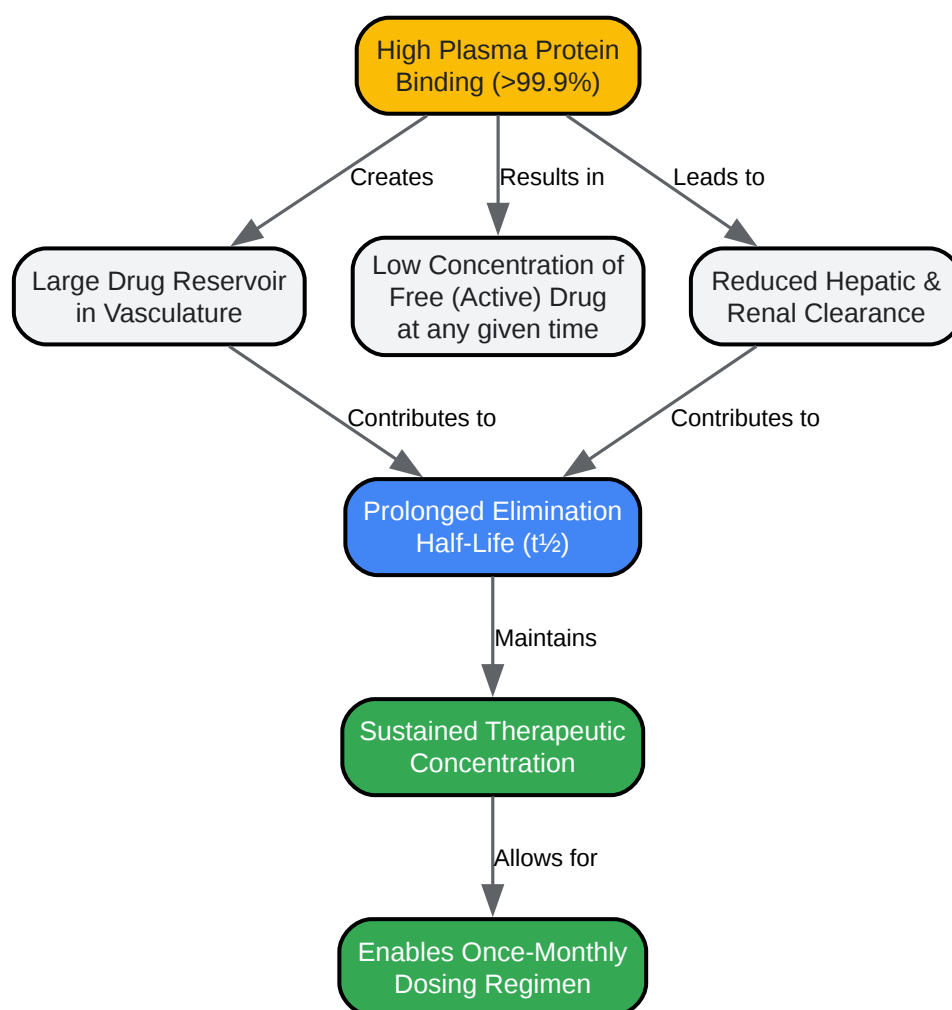 High Plasma Protein
Binding (>99.9%)
Creates
Results in
Leads to
Large Drug Reservoir
in Vasculature
Low Concentration of
Free (Active) Drug
at any given time
Reduced Hepatic &
Renal Clearance
Contributes to
Contributes to
Prolonged Elimination
Half-Life (t½)
Maintains
Sustained Therapeutic
Concentration
Allows for
Enables Once-Monthly
Dosing Regimen